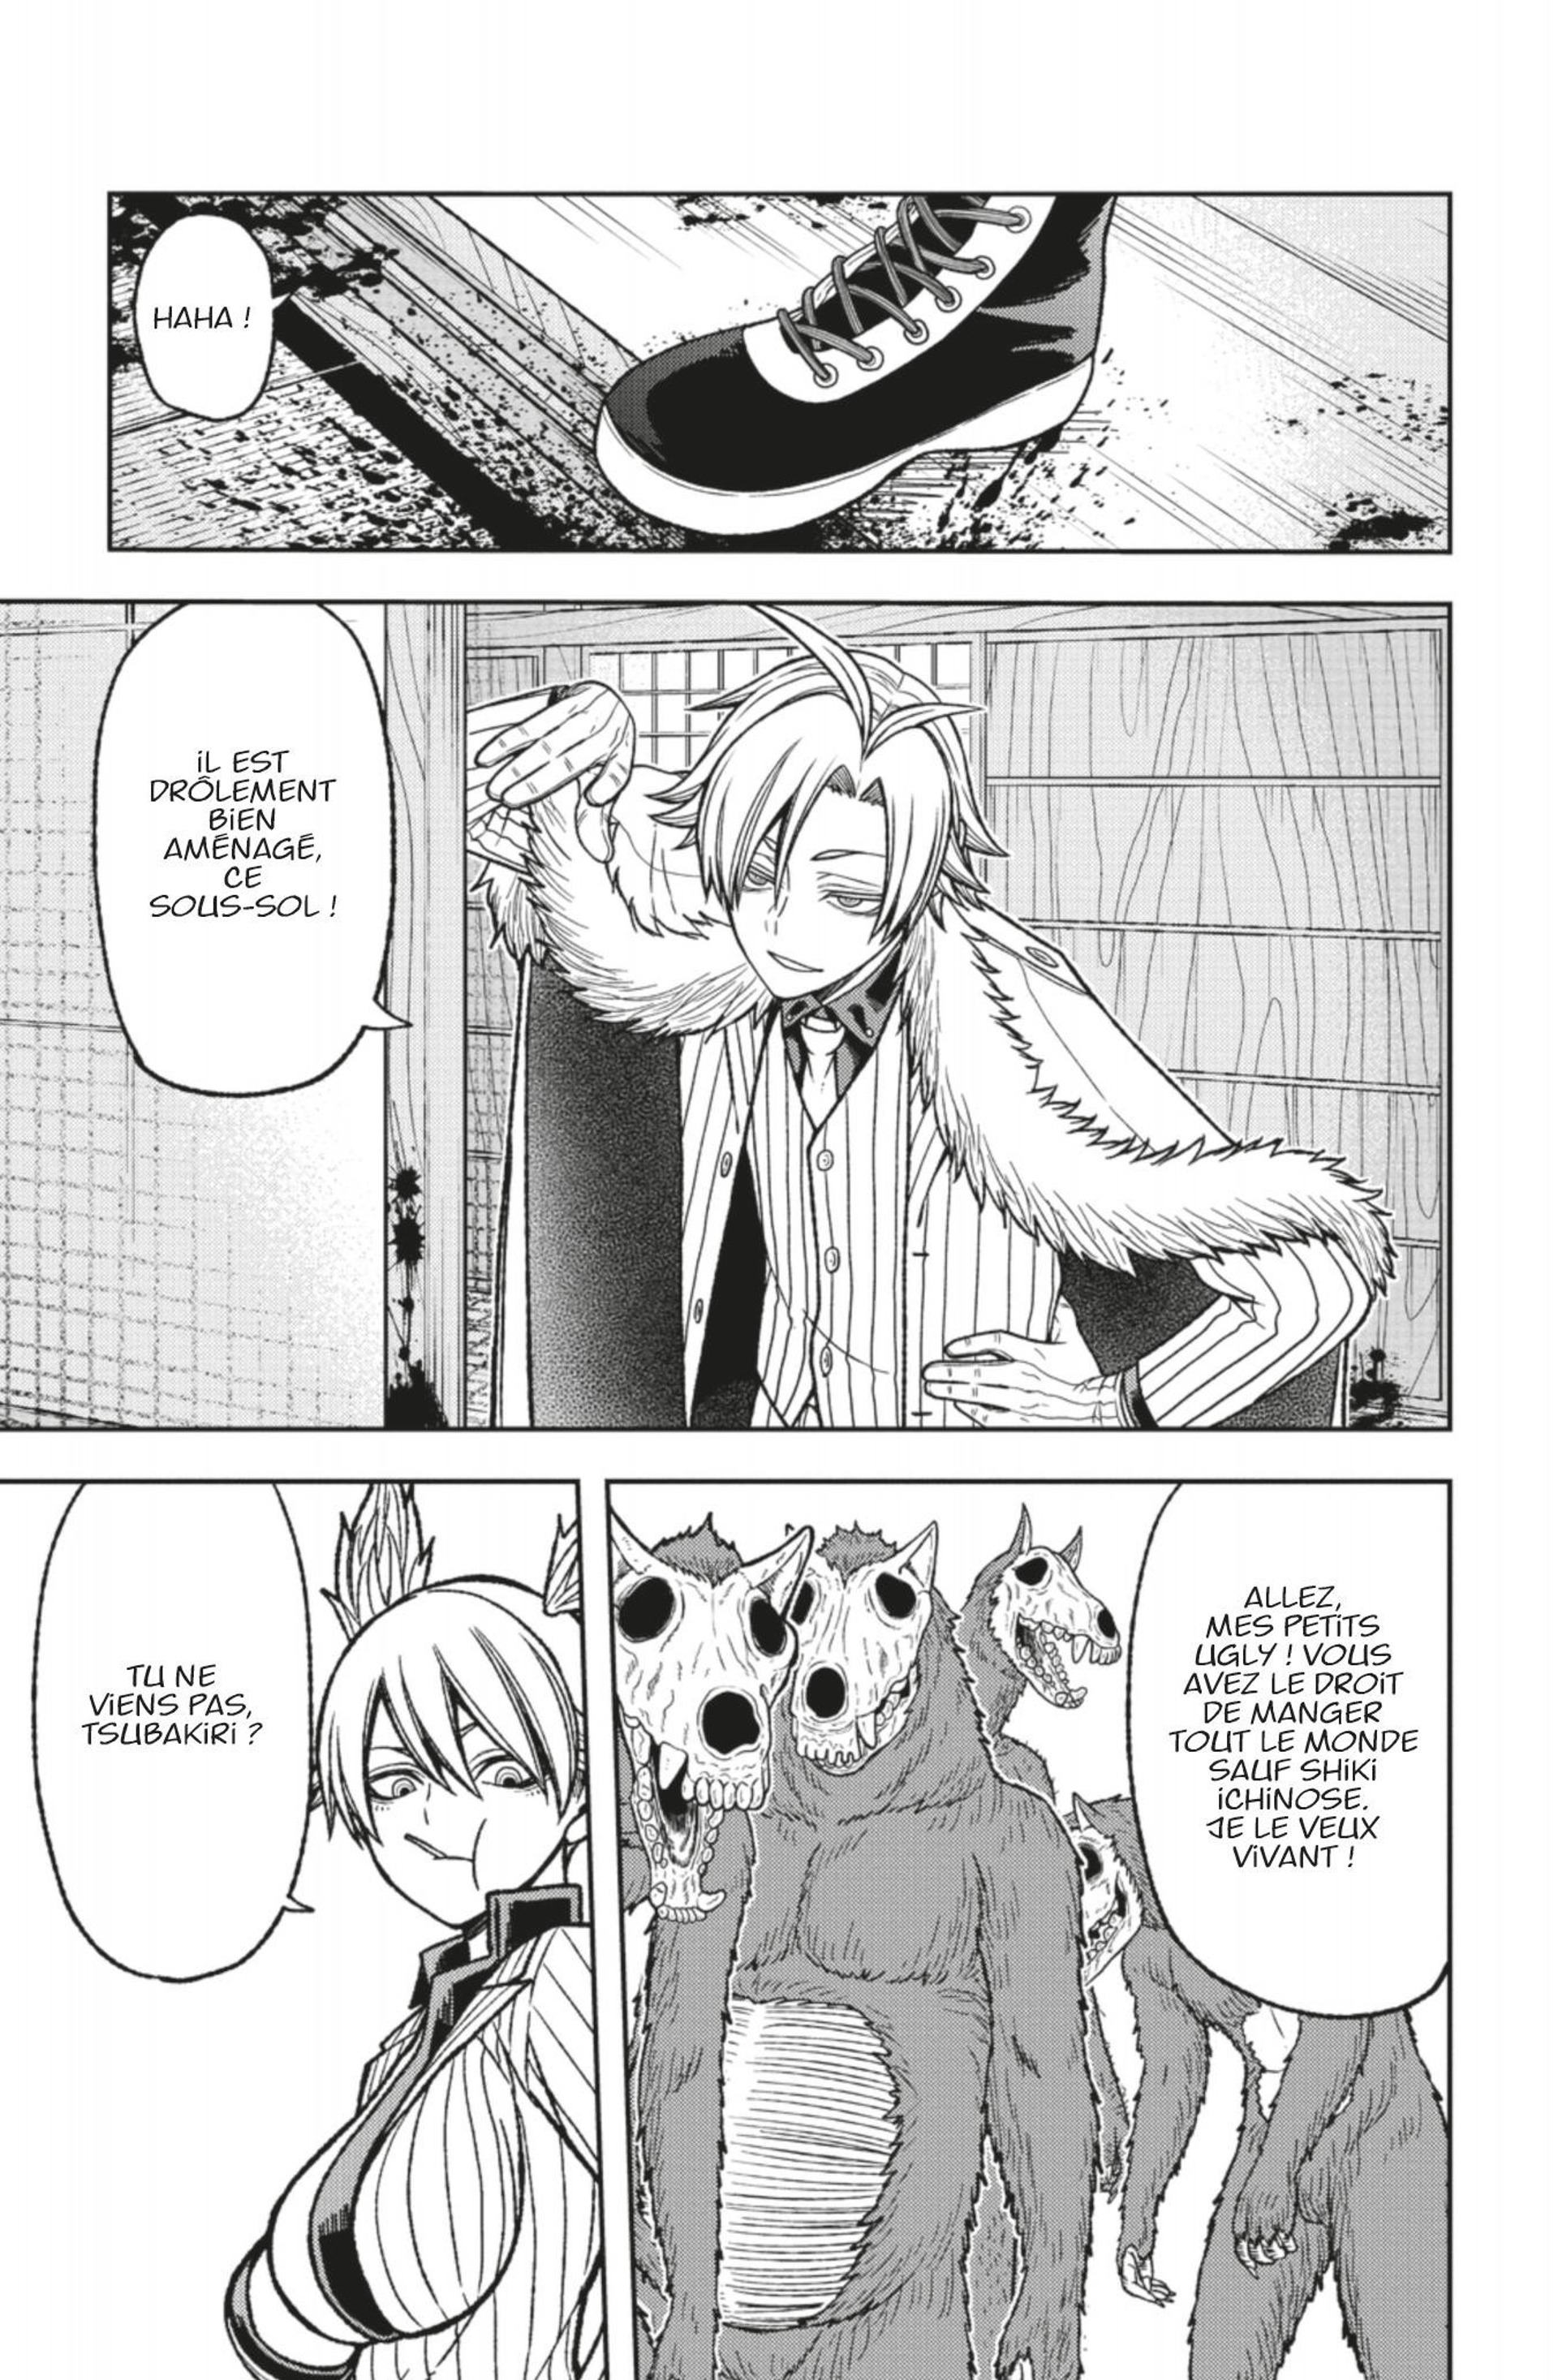 HAHA !
iL EST
DRÔLEMENT
BiEN
AMÉNAGÉ,
CE
SOUS-SOL !
ALLEZ,
MES PETiTS
UGLY ! VOUS
AVEZ LE DROiT
DE MANGER
TOUT LE MONDE
SAUF SHiKi
iCHiNOSE.
JE LE VEUX
ViVANT !
TU NE
ViENS PAS,
TSUBAKiRi ?